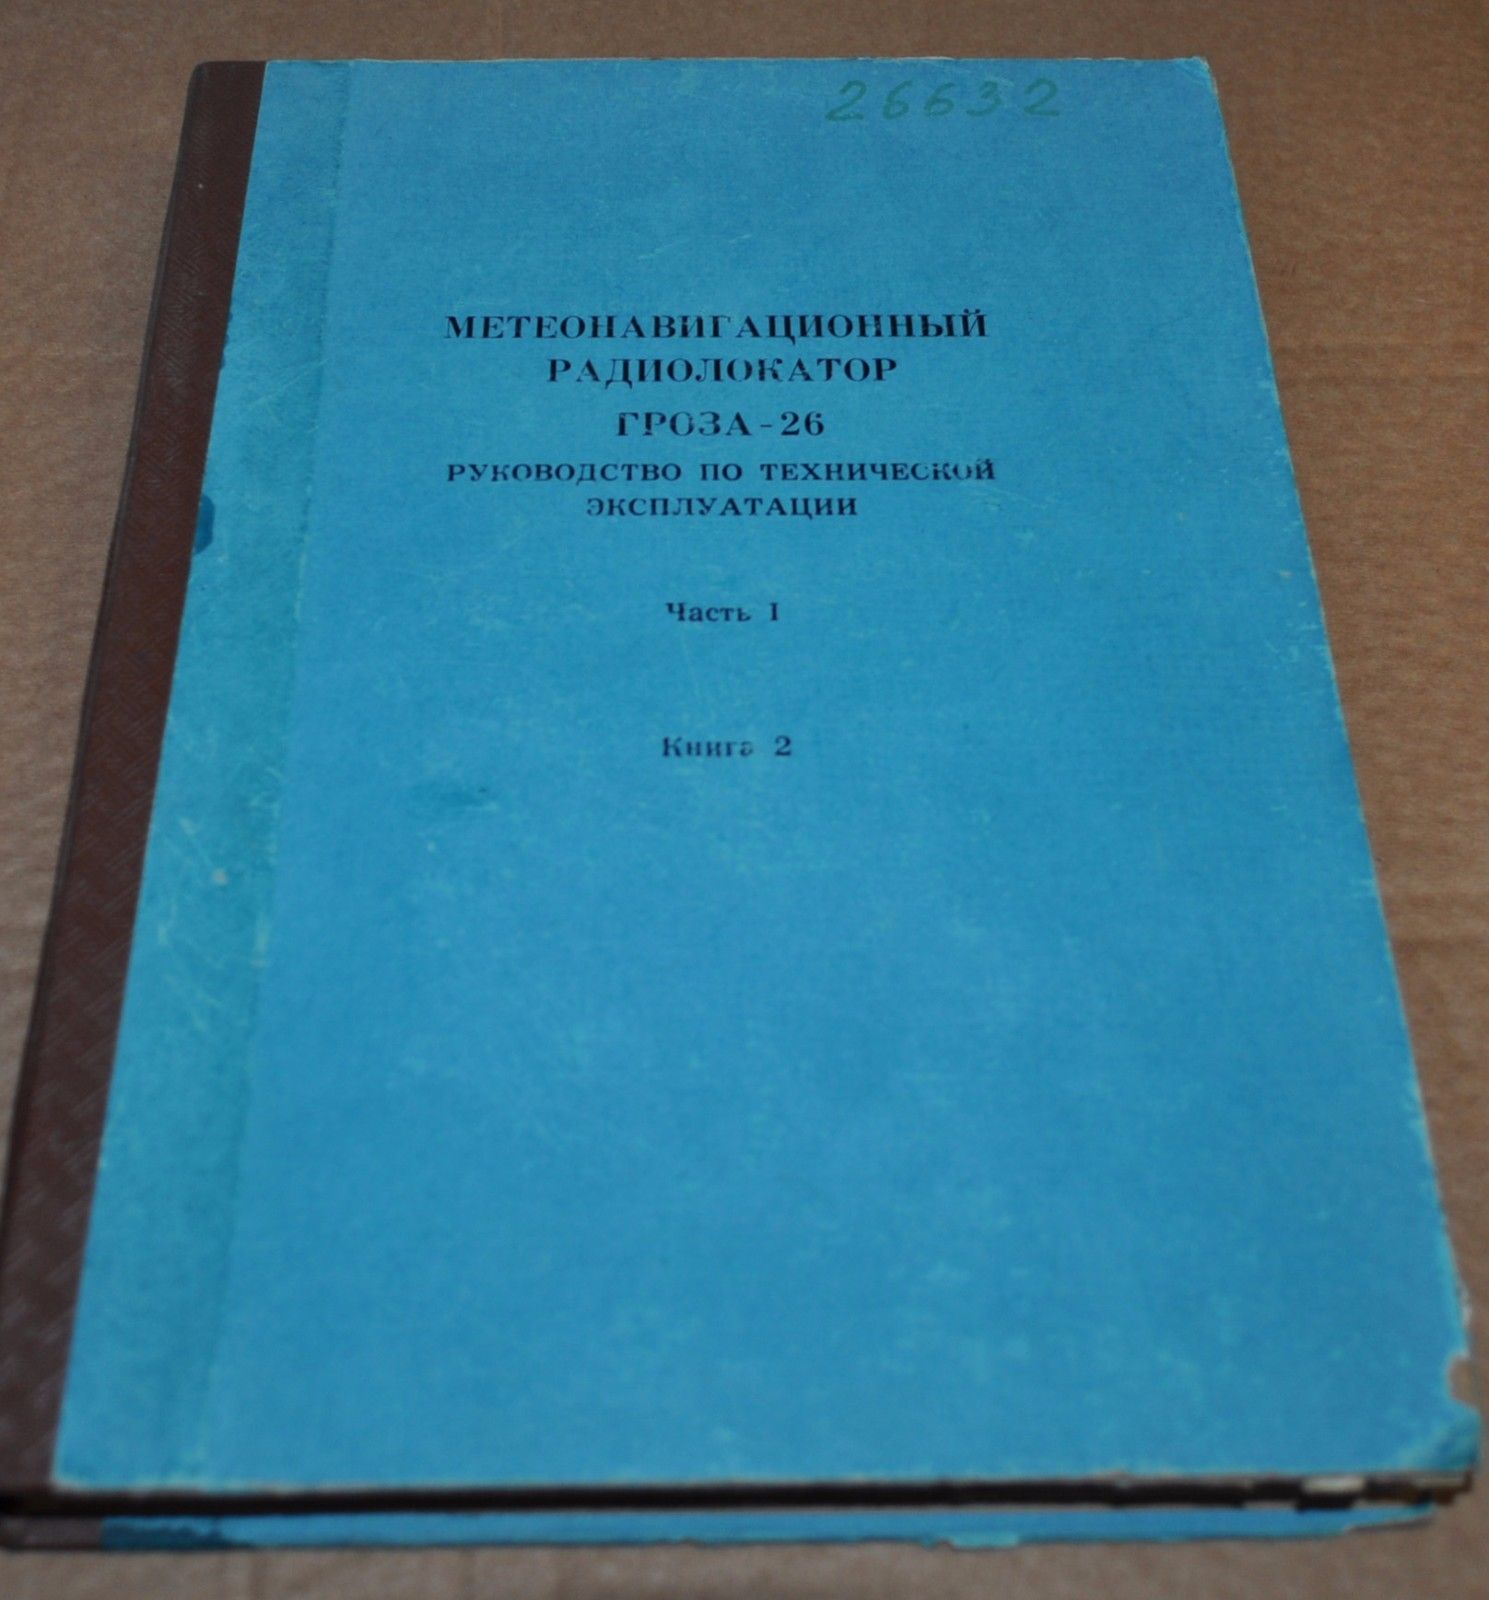 26632
МЕТЕОНАВИГАЦИОННЫЙ
РАДИОЛОКАТОР
ГРОЗА - 26
РУКОВОДСТВО ПО ТЕХНИЧЕСКОЙ
ЭКСПЛУАТАЦИИ
Часть I
Книга 2